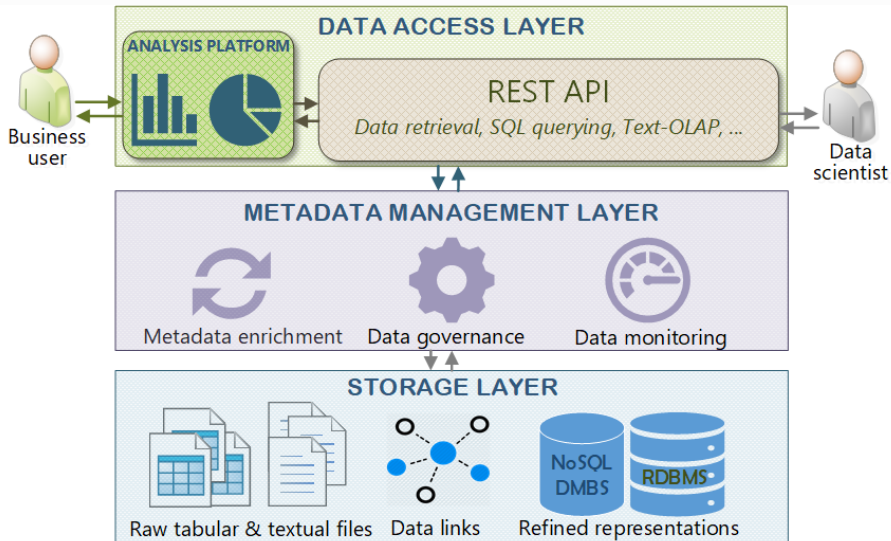 DATA ACCESS LAYER
ANALYSIS PLATFORM
REST API
Data retrieval, SQL querying, Text-OLAP, ...
Business
user
Data
scientist
METADADA MANAGEMENT LAYER
Metadata enrichment
Data governance
Data monitoring
STORAGE LAYER
NoSQL
DMBS
RDBMS
Raw tabular & textual files
Data links
Refined representations